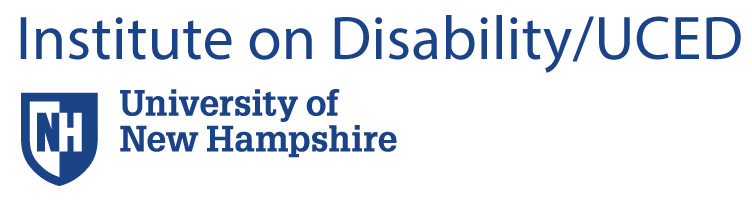 Institute on Disability/UCED
NH
University of
New Hampshire